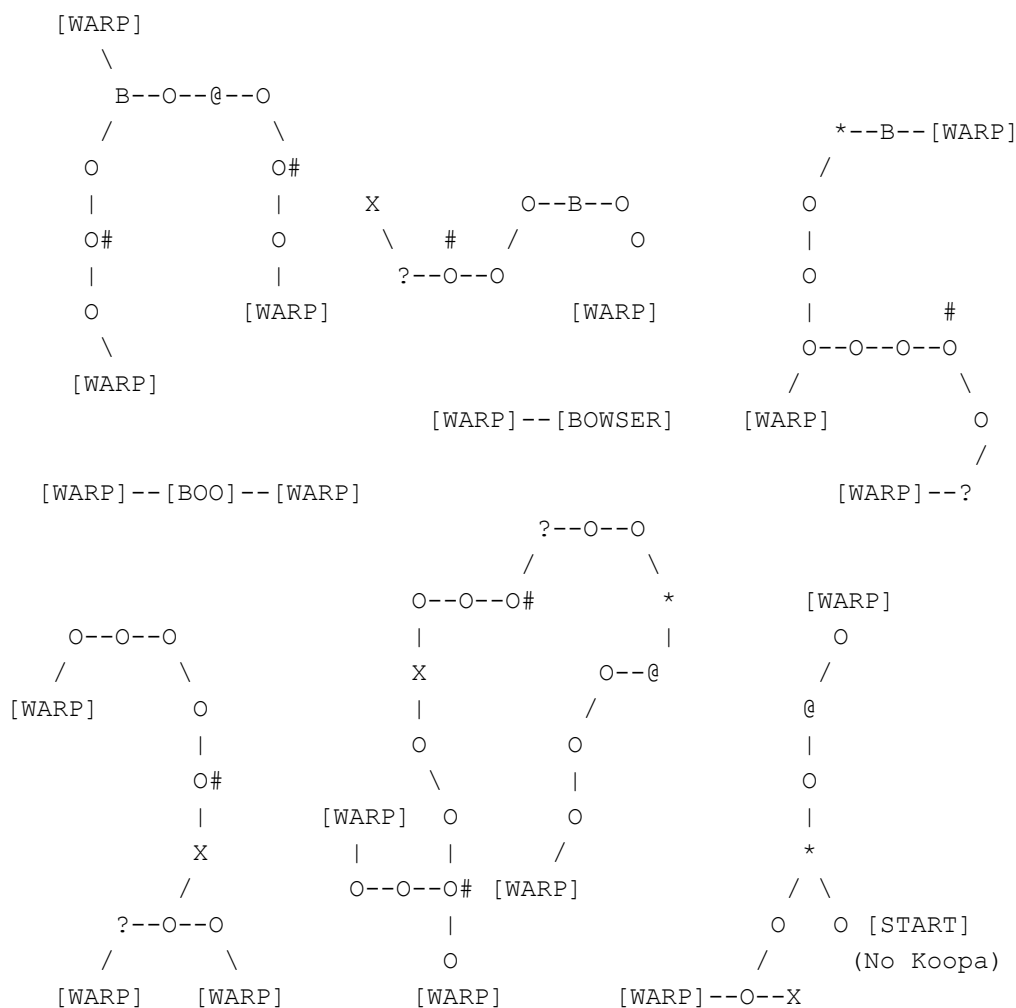 [WARP]
\
B--O--@--O
/ \ *--B--[WARP]
O O# /
| | X O--B--O O
O# O \ # / O |
| | ?--O--O O
O [WARP] [WARP] | #
\ O--O--O--O
[WARP] / \
[WARP]--[BOWSER] [WARP] O
/
[WARP]--[BOO]--[WARP] [WARP]--?
?--O--O
/ \
O--O--O# * [WARP]
O--O--O | | O
/ \ X O--@ /
[WARP] O | / @
| O O |
O# \ | O
| [WARP] O O |
X | | / *
/ O--O--O# [WARP] / \
?--O--O | O O [START]
/ \ O / (No Koopa)
[WARP] [WARP] [WARP] [WARP]--O--X